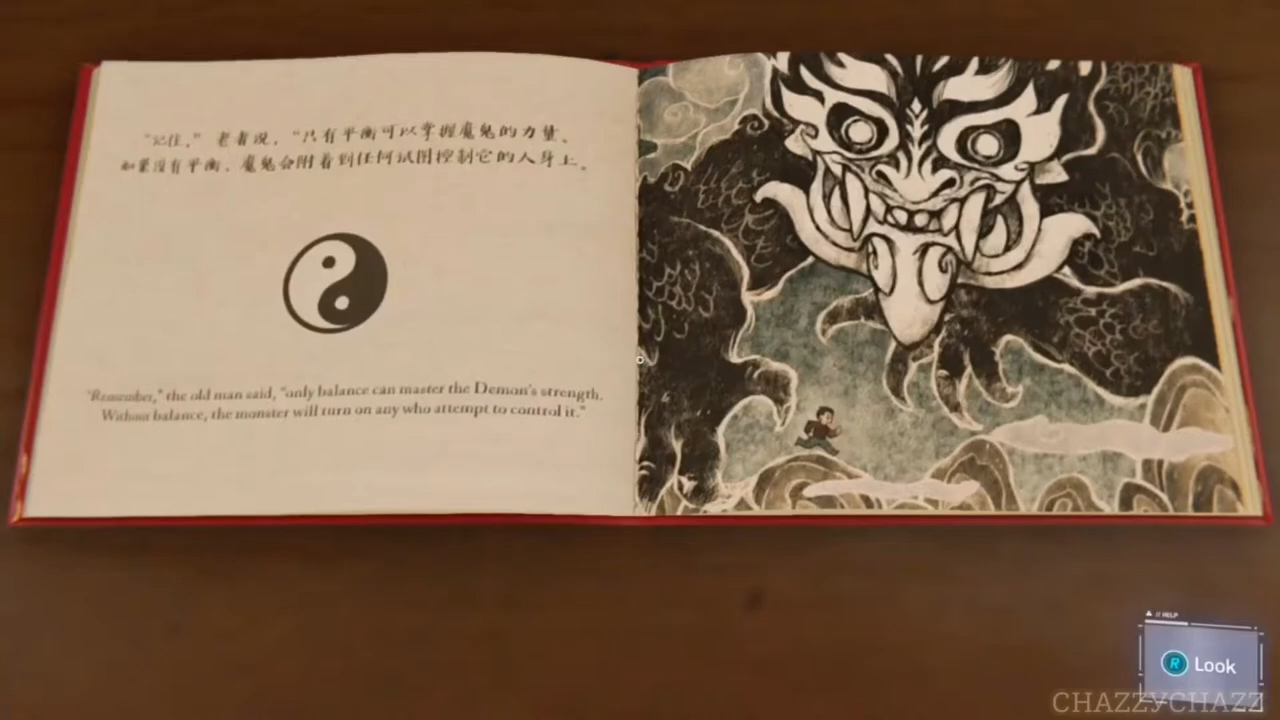 “记住，” 老者说，“只有平衡可以掌握魔鬼的力量。
如果没有平衡，魔鬼会附着到任何试图控制它的人身上。
"Remember," the old man said, "only balance can master the Demon's strength.
Without balance, the monster will turn on any who attempt to control it."
// HELP
R Look
CHAZZYCHAZZ